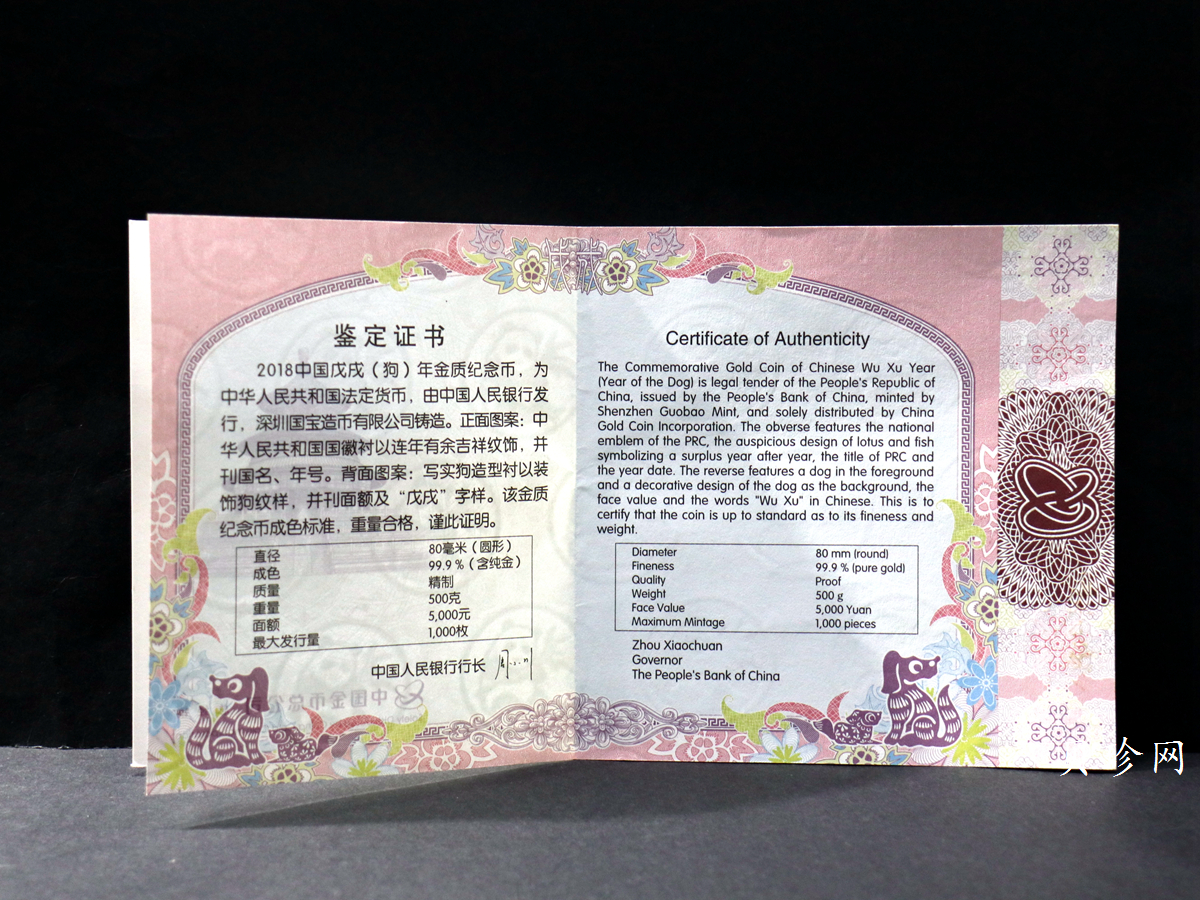 鉴定证书
2018中国戊戌（狗）年金质纪念币，为
中华人民共和国法定货币，由中国人民银行发
行，深圳国宝造币有限公司铸造。正面图案：中
华人民共和国国徽衬以连年有余吉祥纹饰，并
刊国名、年号。背面图案：写实狗造型衬以装
饰狗纹样，并刊面额及“戊戌”字样。该金质
纪念币成色标准，重量合格，谨此证明。
直径 80毫米（圆形）
成色 99.9%（含纯金）
质量 精制
重量 500克
面额 5,000元
最大发行量 1,000枚
中国人民银行行长
Certificate of Authenticity
The Commemorative Gold Coin of Chinese Wu Xu Year
(Year of the Dog) is legal tender of the People's Republic of
China, issued by the People's Bank of China, minted by
Shenzhen Guobao Mint, and solely distributed by China
Gold Coin Incorporation. The obverse features the national
emblem of the PRC, the auspicious design of lotus and fish
symbolizing a surplus year after year, the title of PRC and
the year date. The reverse features a dog in the foreground
and a decorative design of the dog as the background, the
face value and the words "Wu Xu" in Chinese. This is to
certify that the coin is up to standard as to its fineness and
weight.
Diameter 80 mm (round)
Fineness 99.9 % (pure gold)
Quality Proof
Weight 500 g
Face Value 5,000 Yuan
Maximum Mintage 1,000 pieces
Zhou Xiaochuan
Governor
The People's Bank of China
珍网